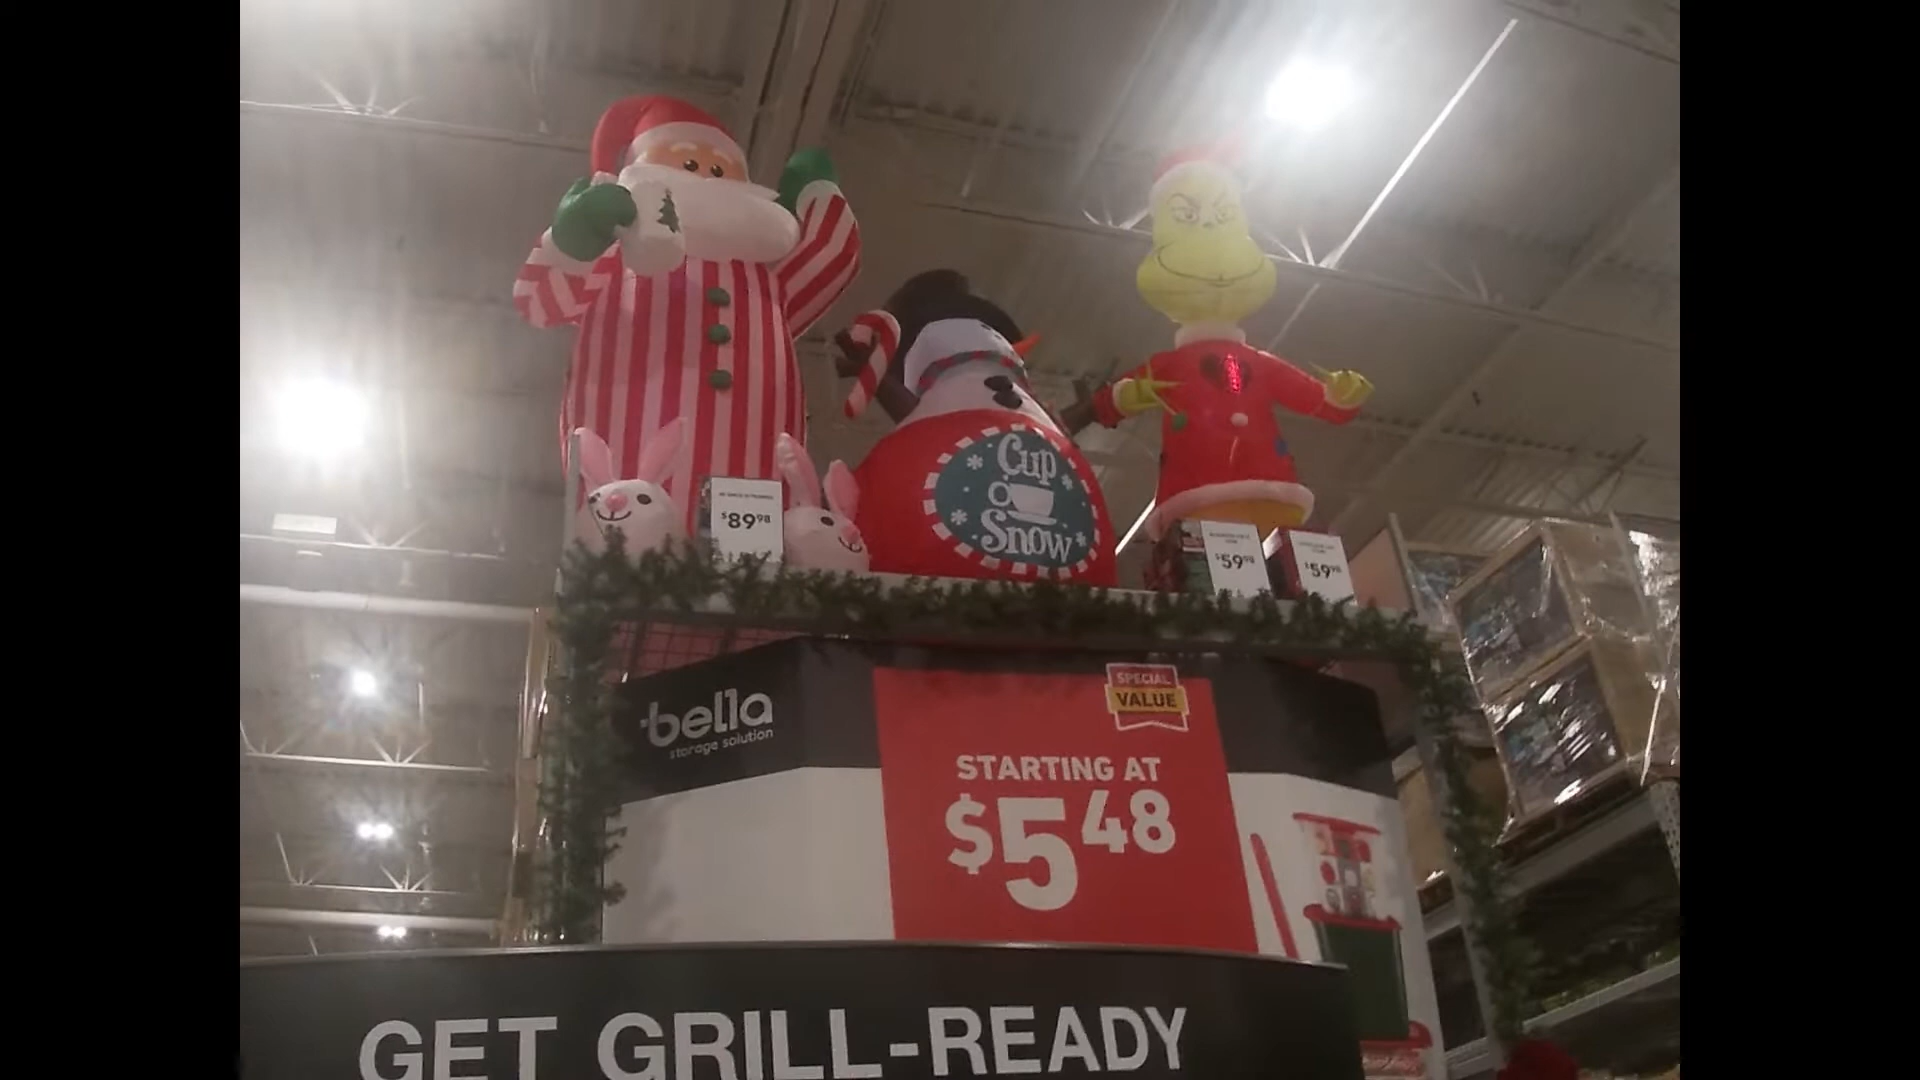 Cup
O
Snow
$89 98
$59 98
$59 98
bella
storage solution
SPECIAL
VALUE
STARTING AT
$5 48
GET GRILL-READY